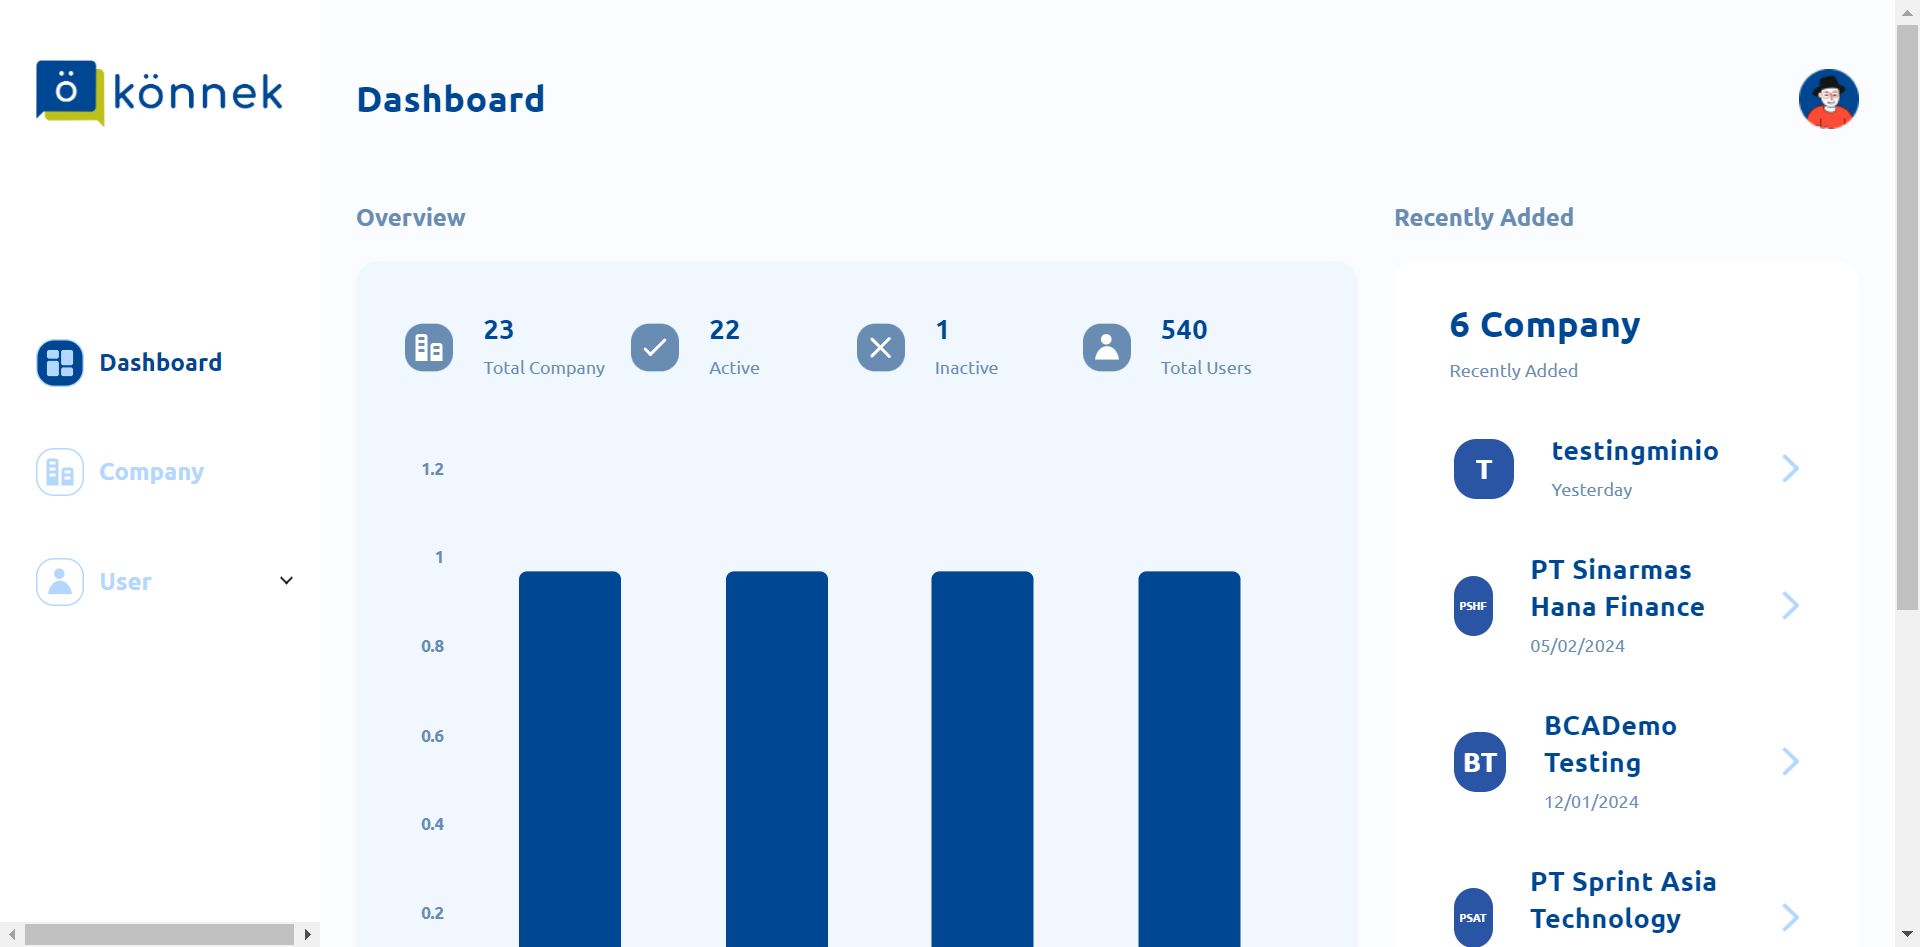 ö könnek
Dashboard
Company
User
Dashboard
Overview
23
Total Company
22
Active
1
Inactive
540
Total Users
1.2
1
0.8
0.6
0.4
0.2
Recently Added
6 Company
Recently Added
T
testingminio
Yesterday
PSHF
PT Sinarmas
Hana Finance
05/02/2024
BT
BCADemo
Testing
12/01/2024
PSAT
PT Sprint Asia
Technology